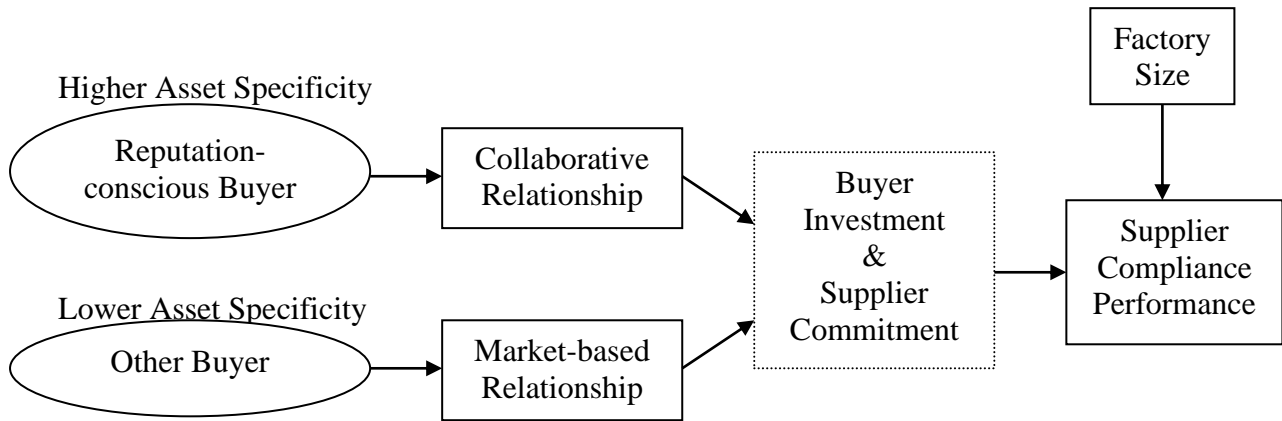 Factory
Size
Higher Asset Specificity
Reputation-
conscious Buyer
Collaborative
Relationship
Buyer
Investment
&
Supplier
Commitment
Supplier
Compliance
Performance
Lower Asset Specificity
Other Buyer
Market-based
Relationship